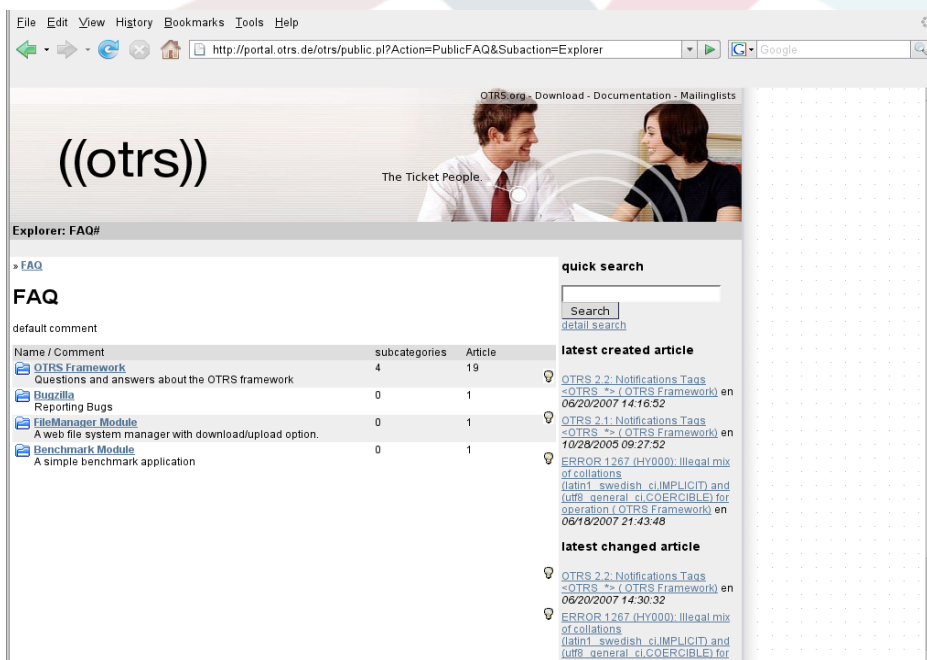 File Edit View History Bookmarks Tools Help
http://portal.otrs.de/otrs/public.pl?Action=PublicFAQ&Subaction=Explorer
G Google
OTRS.org - Download - Documentation - Mailinglists
((otrs))
The Ticket People.
Explorer: FAQ#
» FAQ
FAQ
default comment
Name / Comment subcategories Article
OTRS Framework 4 19
Questions and answers about the OTRS framework
Bugzilla 0 1
Reporting Bugs
FileManager Module 0 1
A web file system manager with download/upload option.
Benchmark Module 0 1
A simple benchmark application
quick search
Search
detail search
latest created article
OTRS 2.2: Notifications Tags
<OTRS_*> ( OTRS Framework) en
06/20/2007 14:16:52
OTRS 2.1: Notifications Tags
<OTRS_*> ( OTRS Framework) en
10/28/2005 09:27:52
ERROR 1267 (HY000): Illegal mix
of collations
(latin1_swedish_ci,IMPLICIT) and
(utf8_general_ci,COERCIBLE) for
operation ( OTRS Framework) en
06/18/2007 21:43:48
latest changed article
OTRS 2.2: Notifications Tags
<OTRS_*> ( OTRS Framework) en
06/20/2007 14:30:32
ERROR 1267 (HY000): Illegal mix
of collations
(latin1_swedish_ci,IMPLICIT) and
(utf8_general_ci,COERCIBLE) for